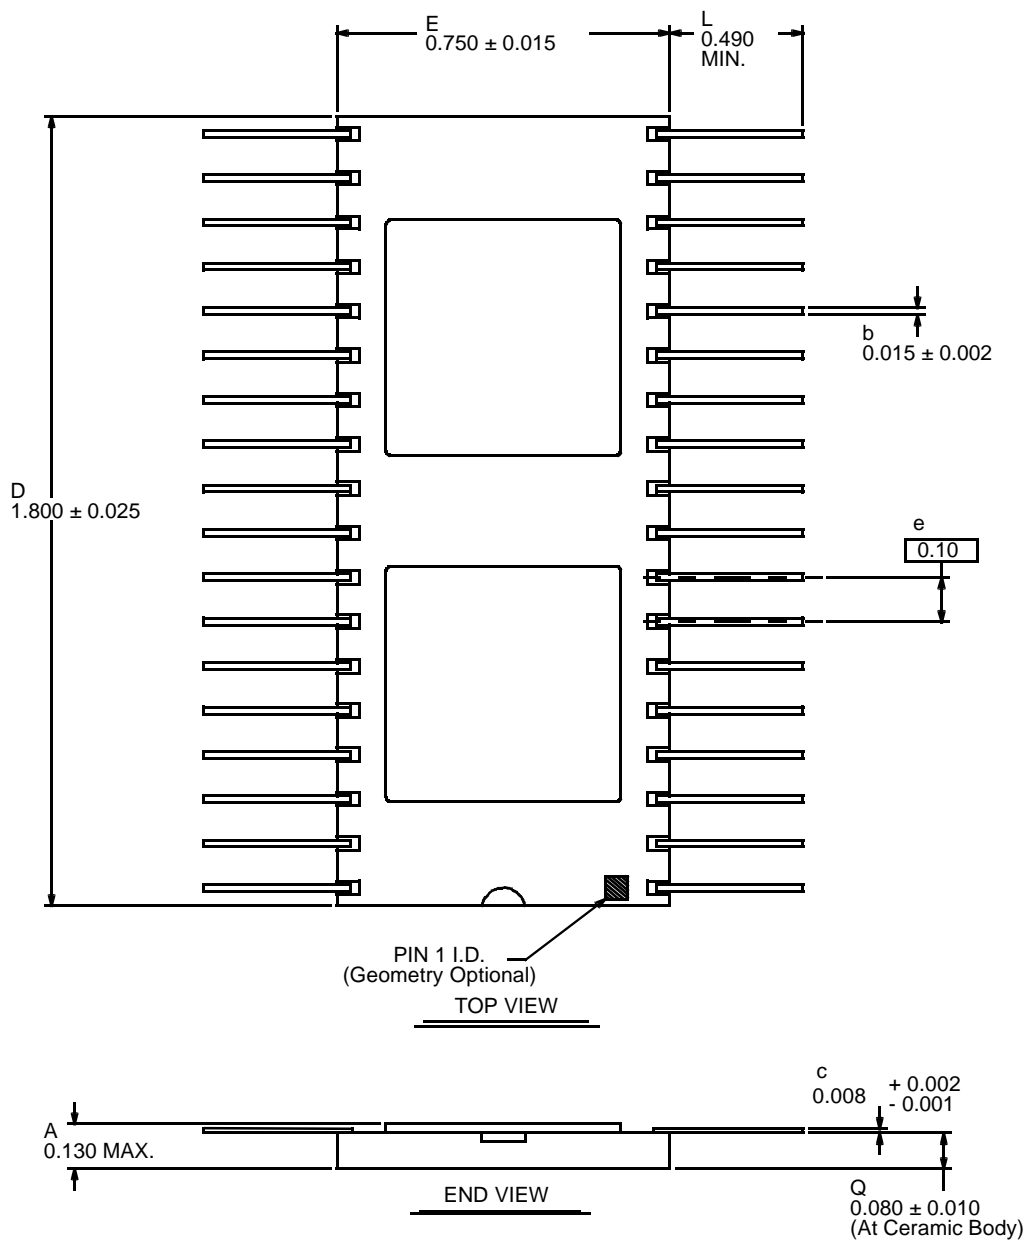 E
0.750 ± 0.015
L
0.490
MIN.
b
0.015 ± 0.002
D
1.800 ± 0.025
e
0.10
PIN 1 I.D.
(Geometry Optional)
TOP VIEW
c
0.008
+ 0.002
- 0.001
A
0.130 MAX.
END VIEW
Q
0.080 ± 0.010
(At Ceramic Body)